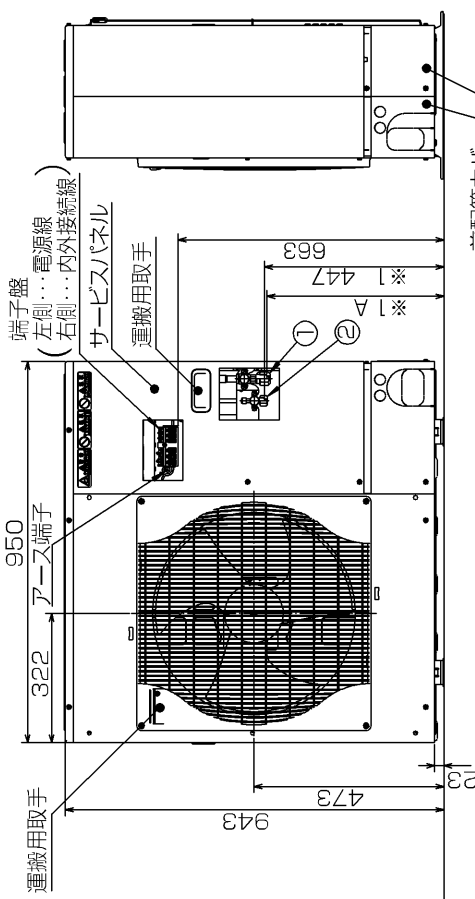 端子盤
左側…電源線
右側…内外接続線
サービスパネル
運搬用取手
663
※1 447
※1 A
①
②
950
アース端子
322
運搬用取手
943
473
23